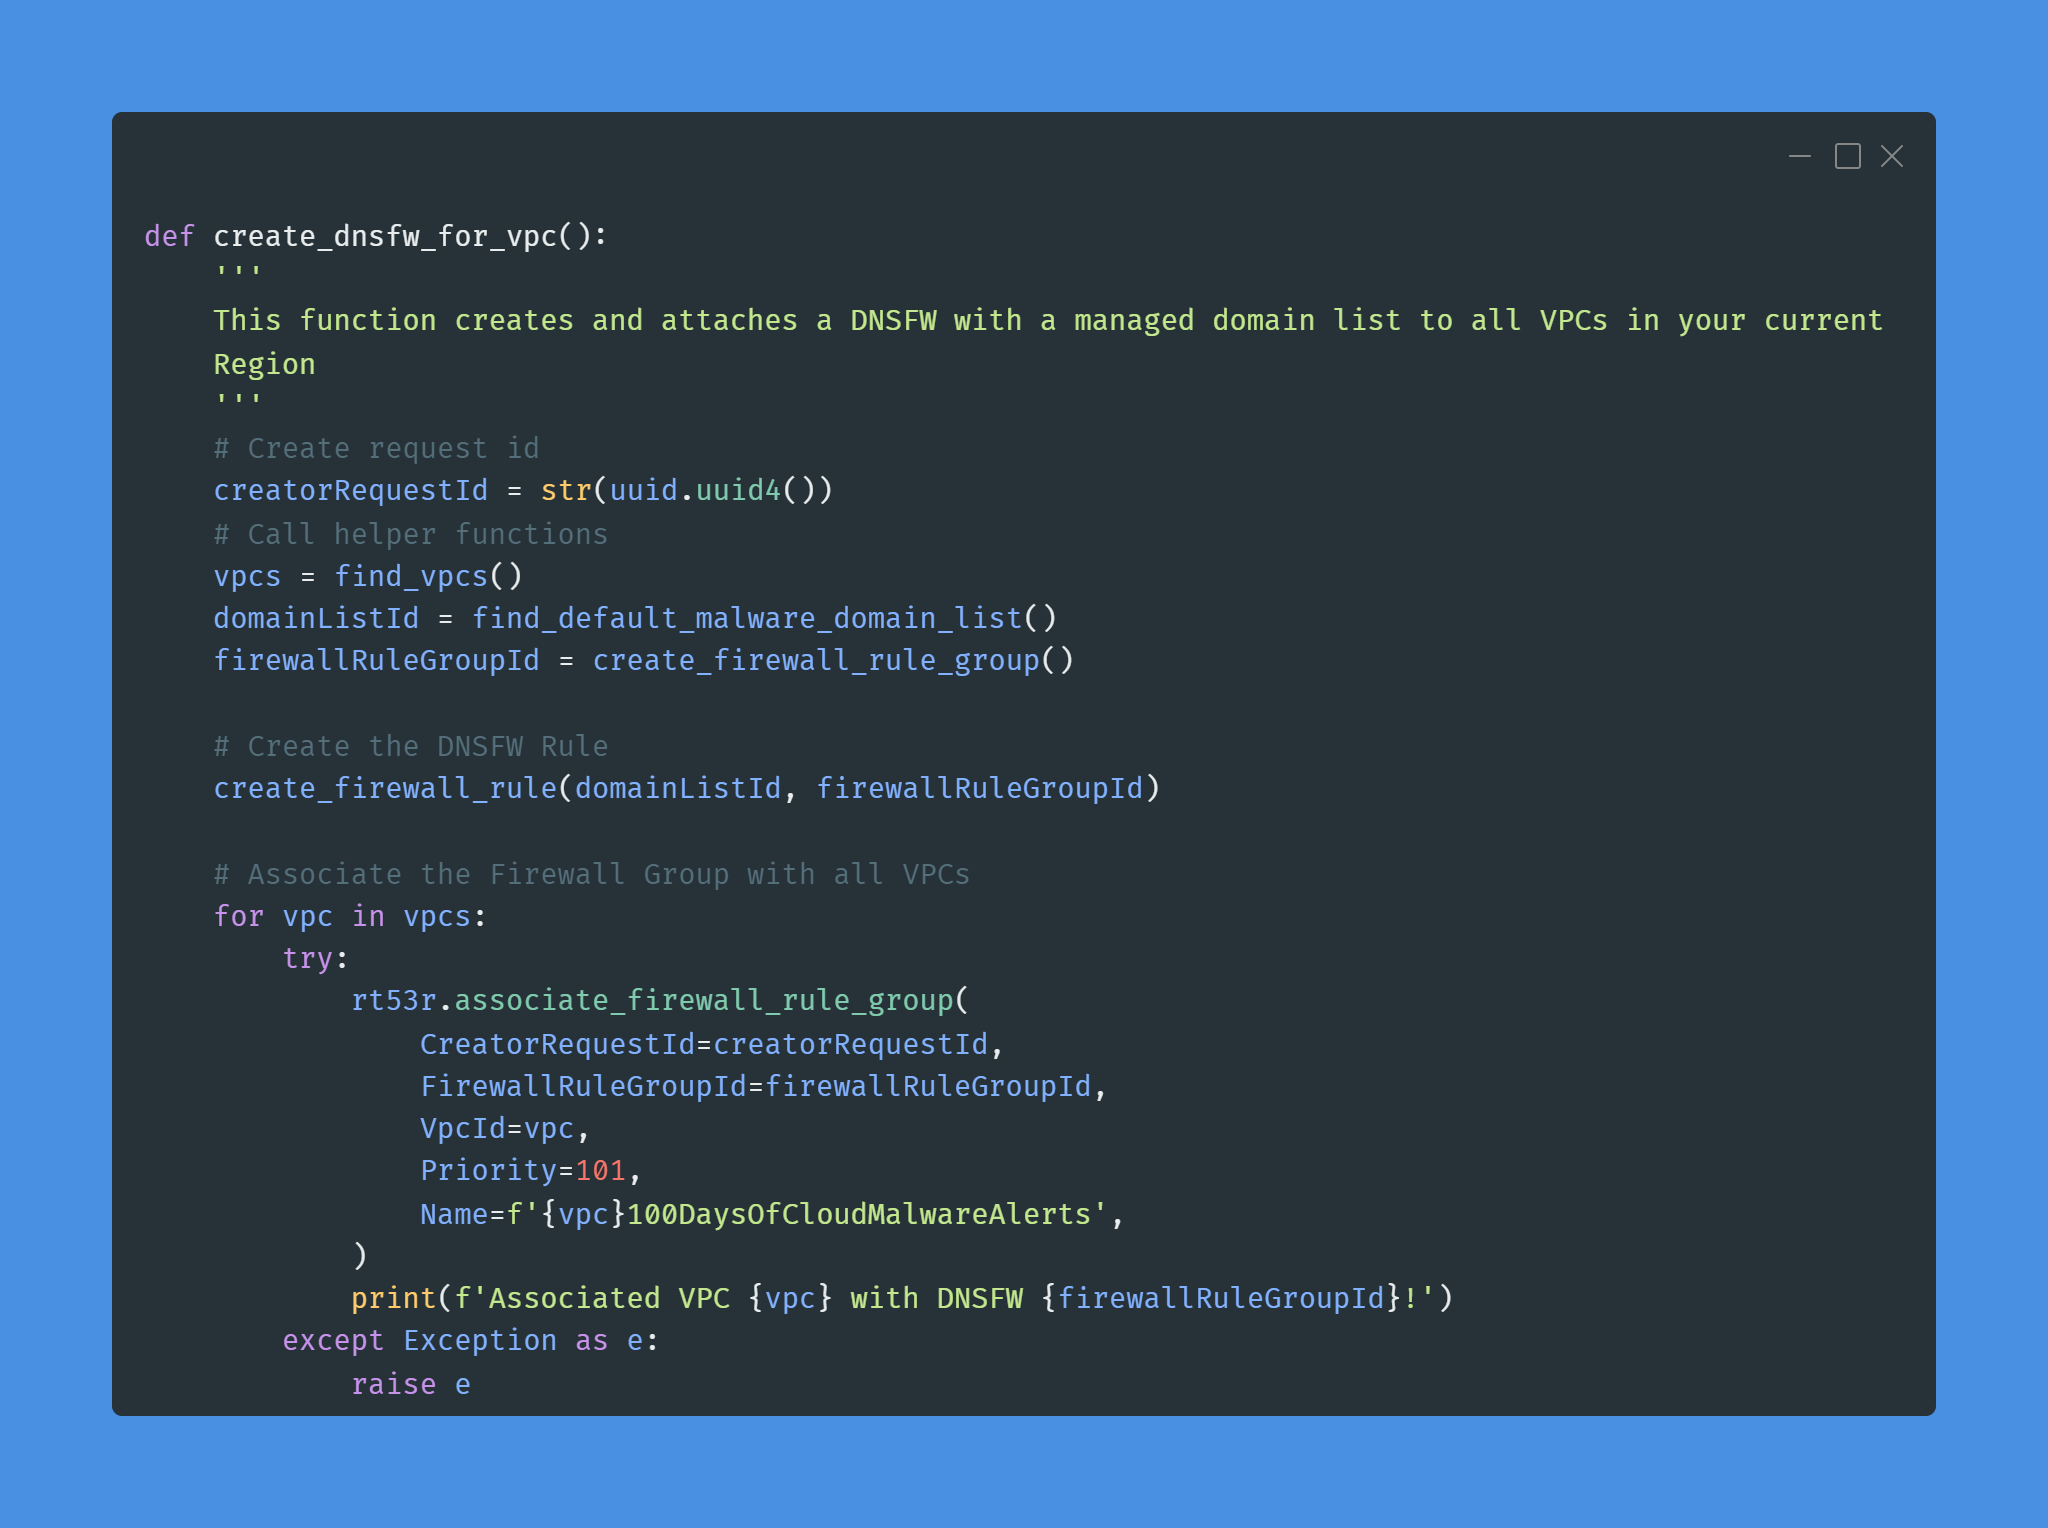 def create_dnsfw_for_vpc():
    '''
    This function creates and attaches a DNSFW with a managed domain list to all VPCs in your current
    Region
    '''
    # Create request id
    creatorRequestId = str(uuid.uuid4())
    # Call helper functions
    vpcs = find_vpcs()
    domainListId = find_default_malware_domain_list()
    firewallRuleGroupId = create_firewall_rule_group()

    # Create the DNSFW Rule
    create_firewall_rule(domainListId, firewallRuleGroupId)

    # Associate the Firewall Group with all VPCs
    for vpc in vpcs:
        try:
            rt53r.associate_firewall_rule_group(
                CreatorRequestId=creatorRequestId,
                FirewallRuleGroupId=firewallRuleGroupId,
                VpcId=vpc,
                Priority=101,
                Name=f'{vpc}100DaysOfCloudMalwareAlerts',
            )
            print(f'Associated VPC {vpc} with DNSFW {firewallRuleGroupId}!')
        except Exception as e:
            raise e